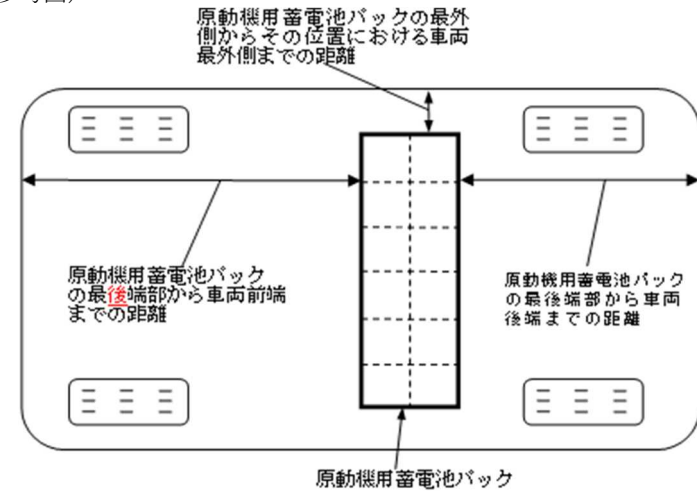 原動機用蓄電池パックの最外
側からその位置における車両
最外側までの距離
原動機用蓄電池パック
の最後端部から車両前端
までの距離
原動機用蓄電池パック
の最後端部から車両
後端までの距離
原動機用蓄電池パック